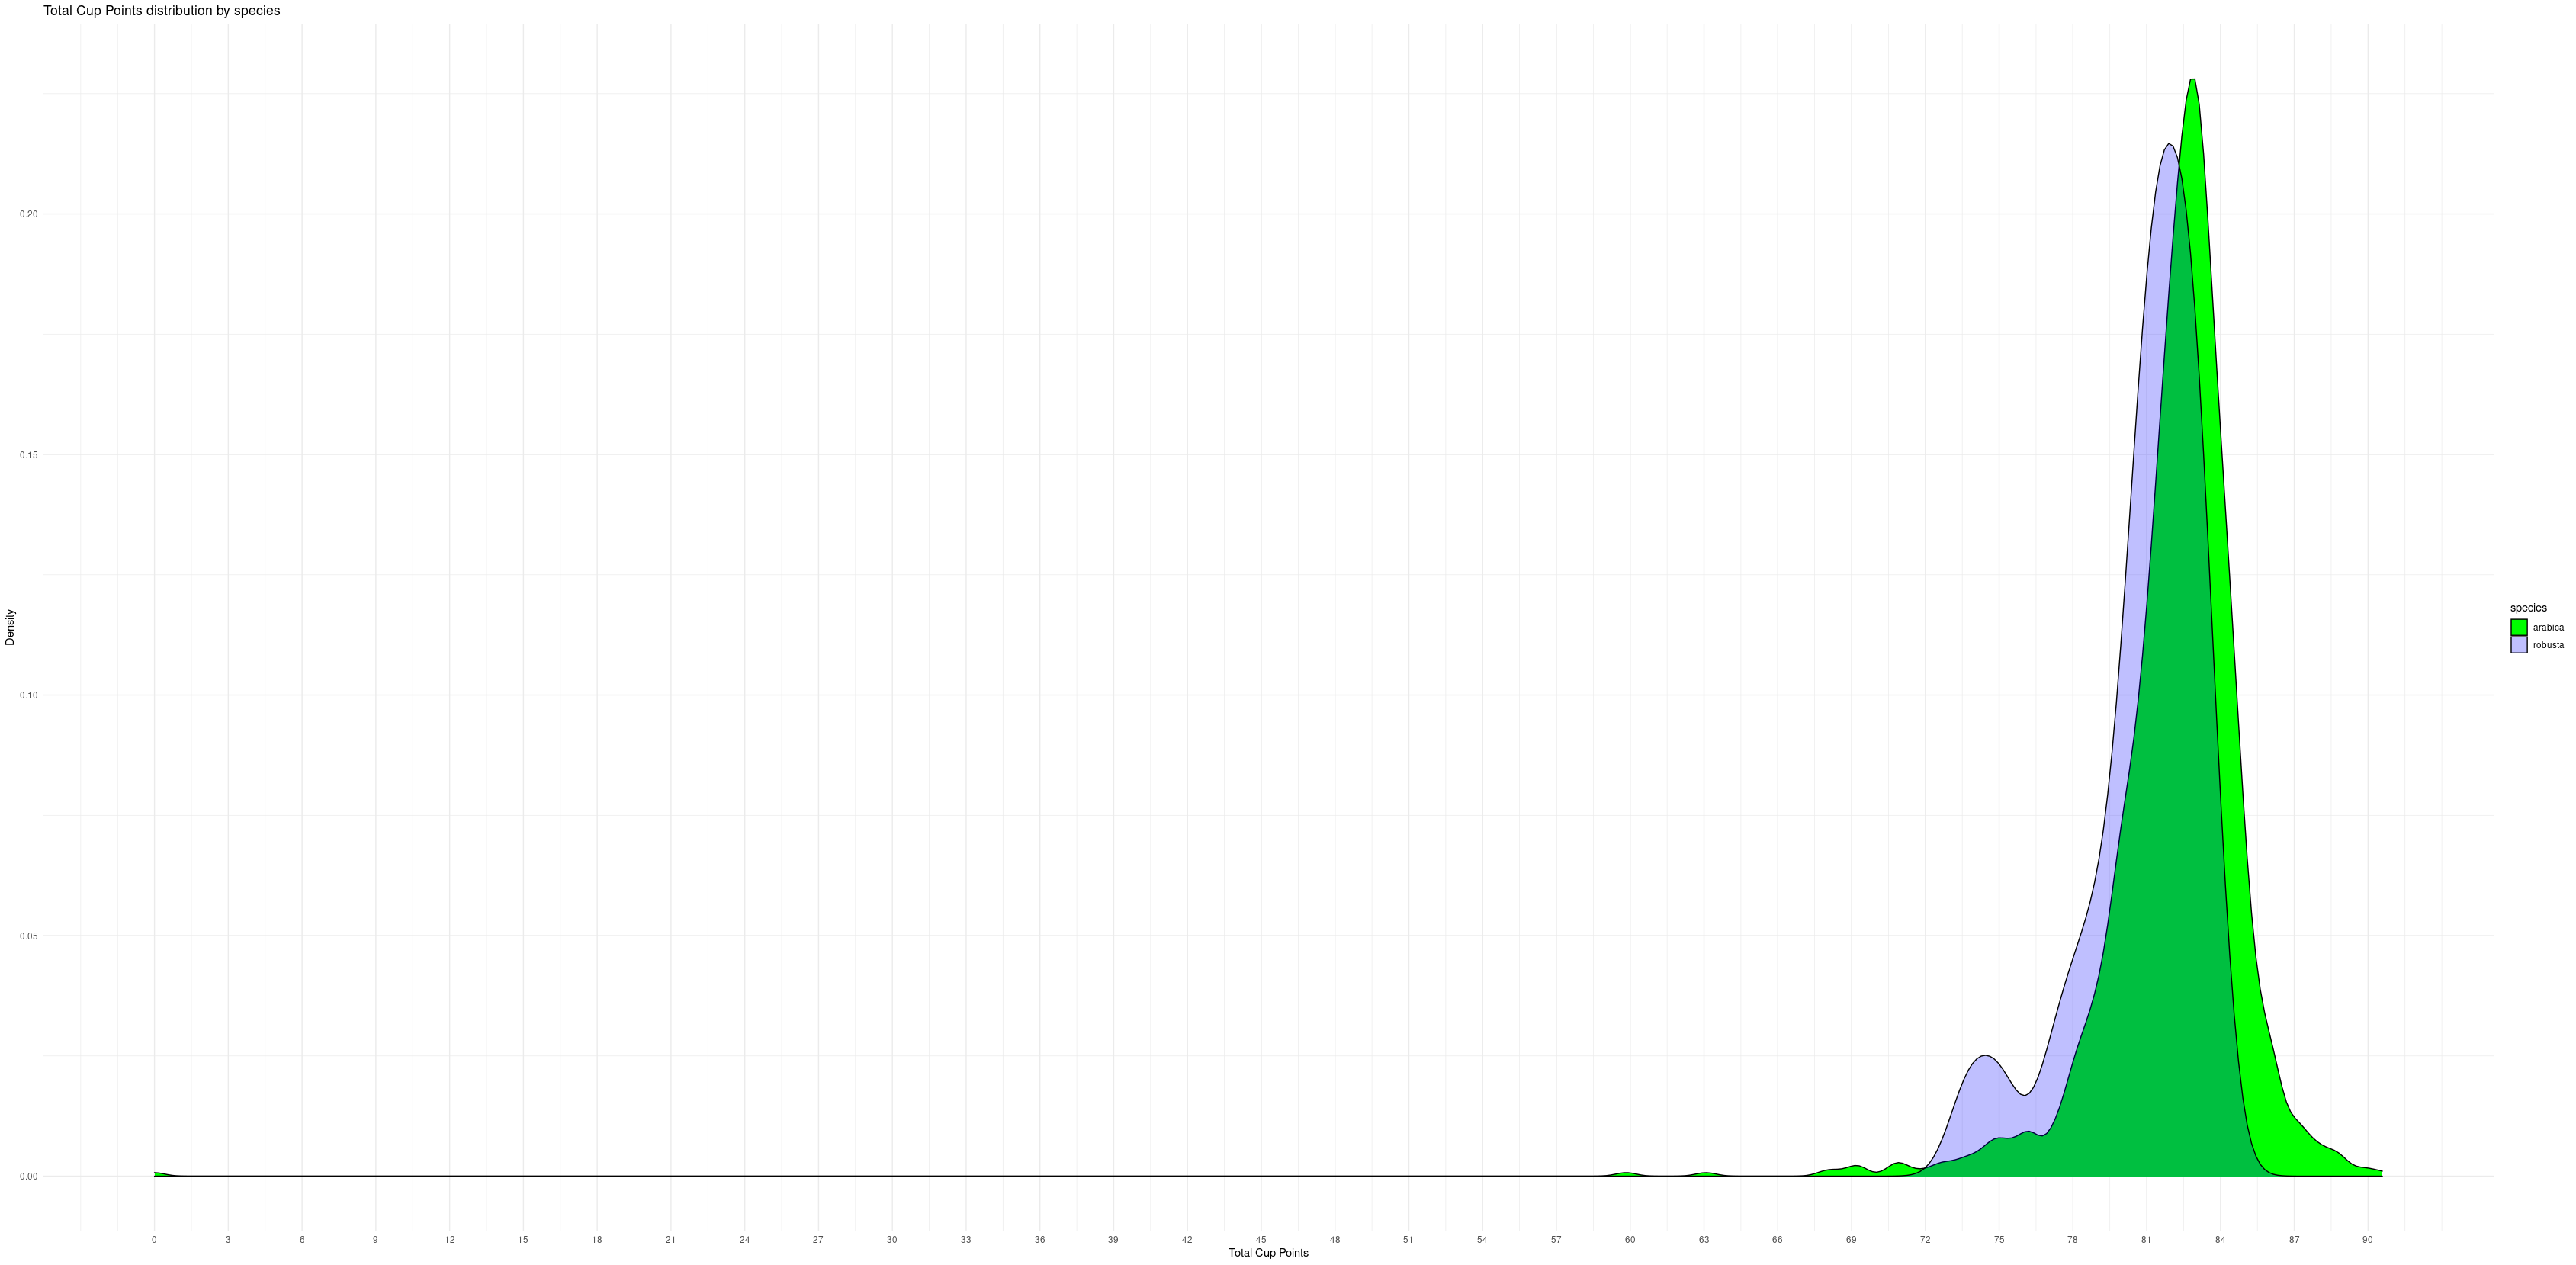 Total Cup Points distribution by species
0.20
0.15
0.10
0.05
0.00
Density
0 3 6 9 12 15 18 21 24 27 30 33 36 39 42 45 48 51 54 57 60 63 66 69 72 75 78 81 84 87 90
Total Cup Points
species
arabica
robusta